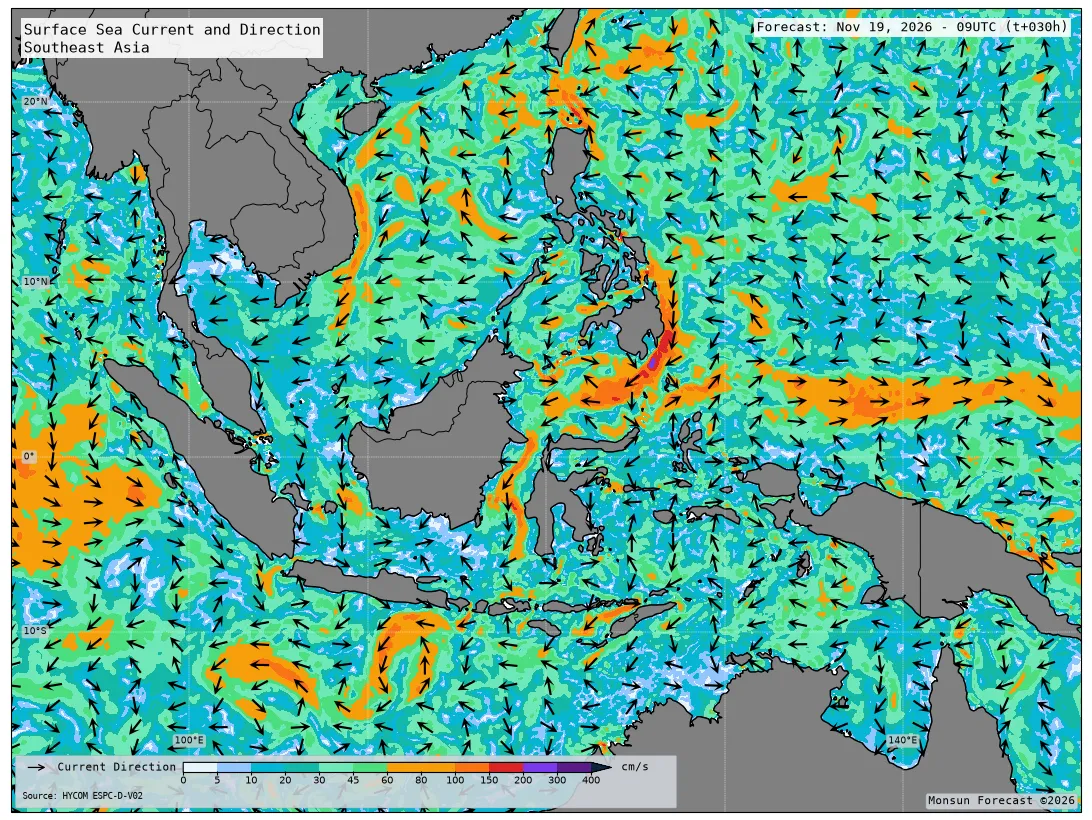 Surface Sea Current and Direction
Southeast Asia
Forecast: Nov 19, 2026 - 09UTC (t+030h)
20°N
10°N
0°
10°S
100°E
140°E
Current Direction
cm/s
0 5 10 20 30 45 60 80 100 150 200 300 400
Source: HYCOM ESPC-D-V02
Monsun Forecast ©2026